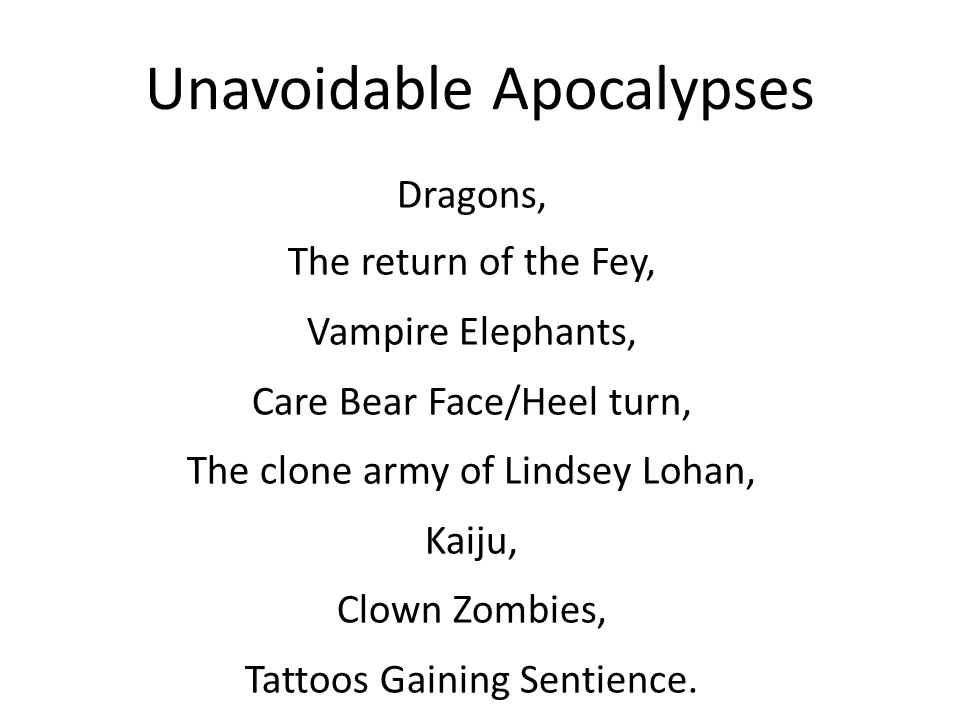 Unavoidable Apocalypses
Dragons,
The return of the Fey,
Vampire Elephants,
Care Bear Face/Heel turn,
The clone army of Lindsey Lohan,
Kaiju,
Clown Zombies,
Tattoos Gaining Sentience.